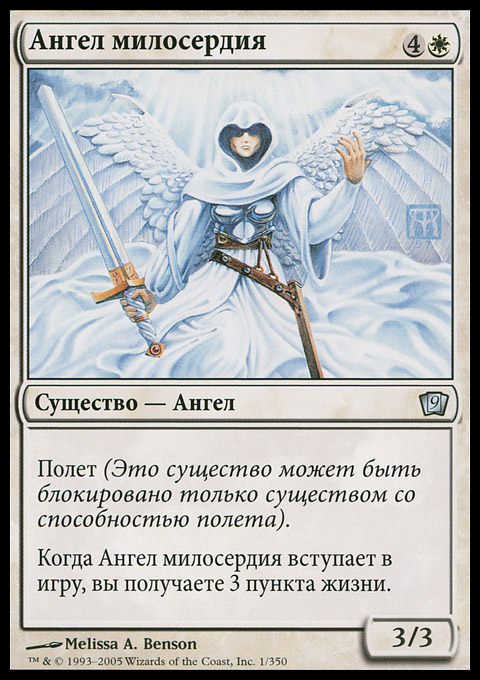 Ангел милосердия 4
Существо — Ангел 9
Полет (Это существо может быть
блокировано только существом со
способностью полета).
Когда Ангел милосердия вступает в
игру, вы получаете 3 пункта жизни.
Melissa A. Benson
3/3
™ & © 1993–2005 Wizards of the Coast, Inc. 1/350